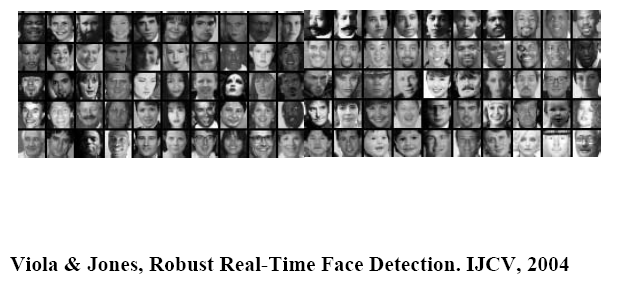 Viola & Jones, Robust Real-Time Face Detection. IJCV, 2004